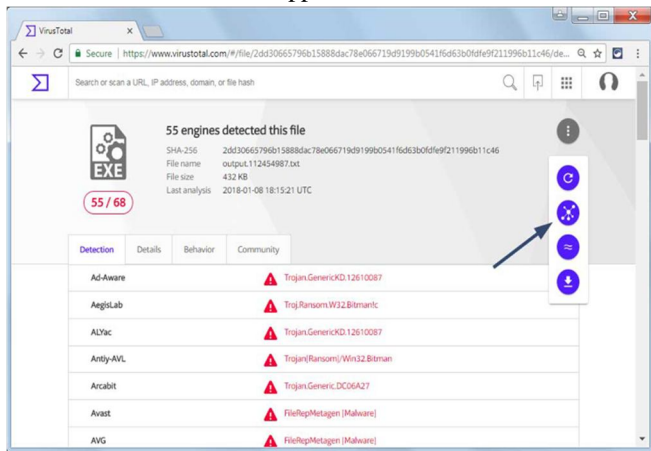 VirusTotal
Secure | https://www.virustotal.com/#/file/2dd30665796b15888dac78e066719d9199b0541f6d63b0fdfe9f211996b11c46/de...
Σ Search or scan a URL, IP address, domain, or file hash
55 engines detected this file
SHA-256 2dd30665796b15888dac78e066719d9199b0541f6d63b0fdfe9f211996b11c46
File name output.112454987.txt
File size 432 KB
Last analysis 2018-01-08 18:15:21 UTC
EXE
55 / 68
Detection Details Behavior Community
Ad-Aware Trojan.GenericKD.12610087
AegisLab Troj.Ransom.W32.Bitman!c
ALYac Trojan.GenericKD.12610087
Antiy-AVL Trojan[Ransom]/Win32.Bitman
Arcabit Trojan.Generic.DC06A27
Avast FileRepMetagen [Malware]
AVG FileRepMetagen [Malware]